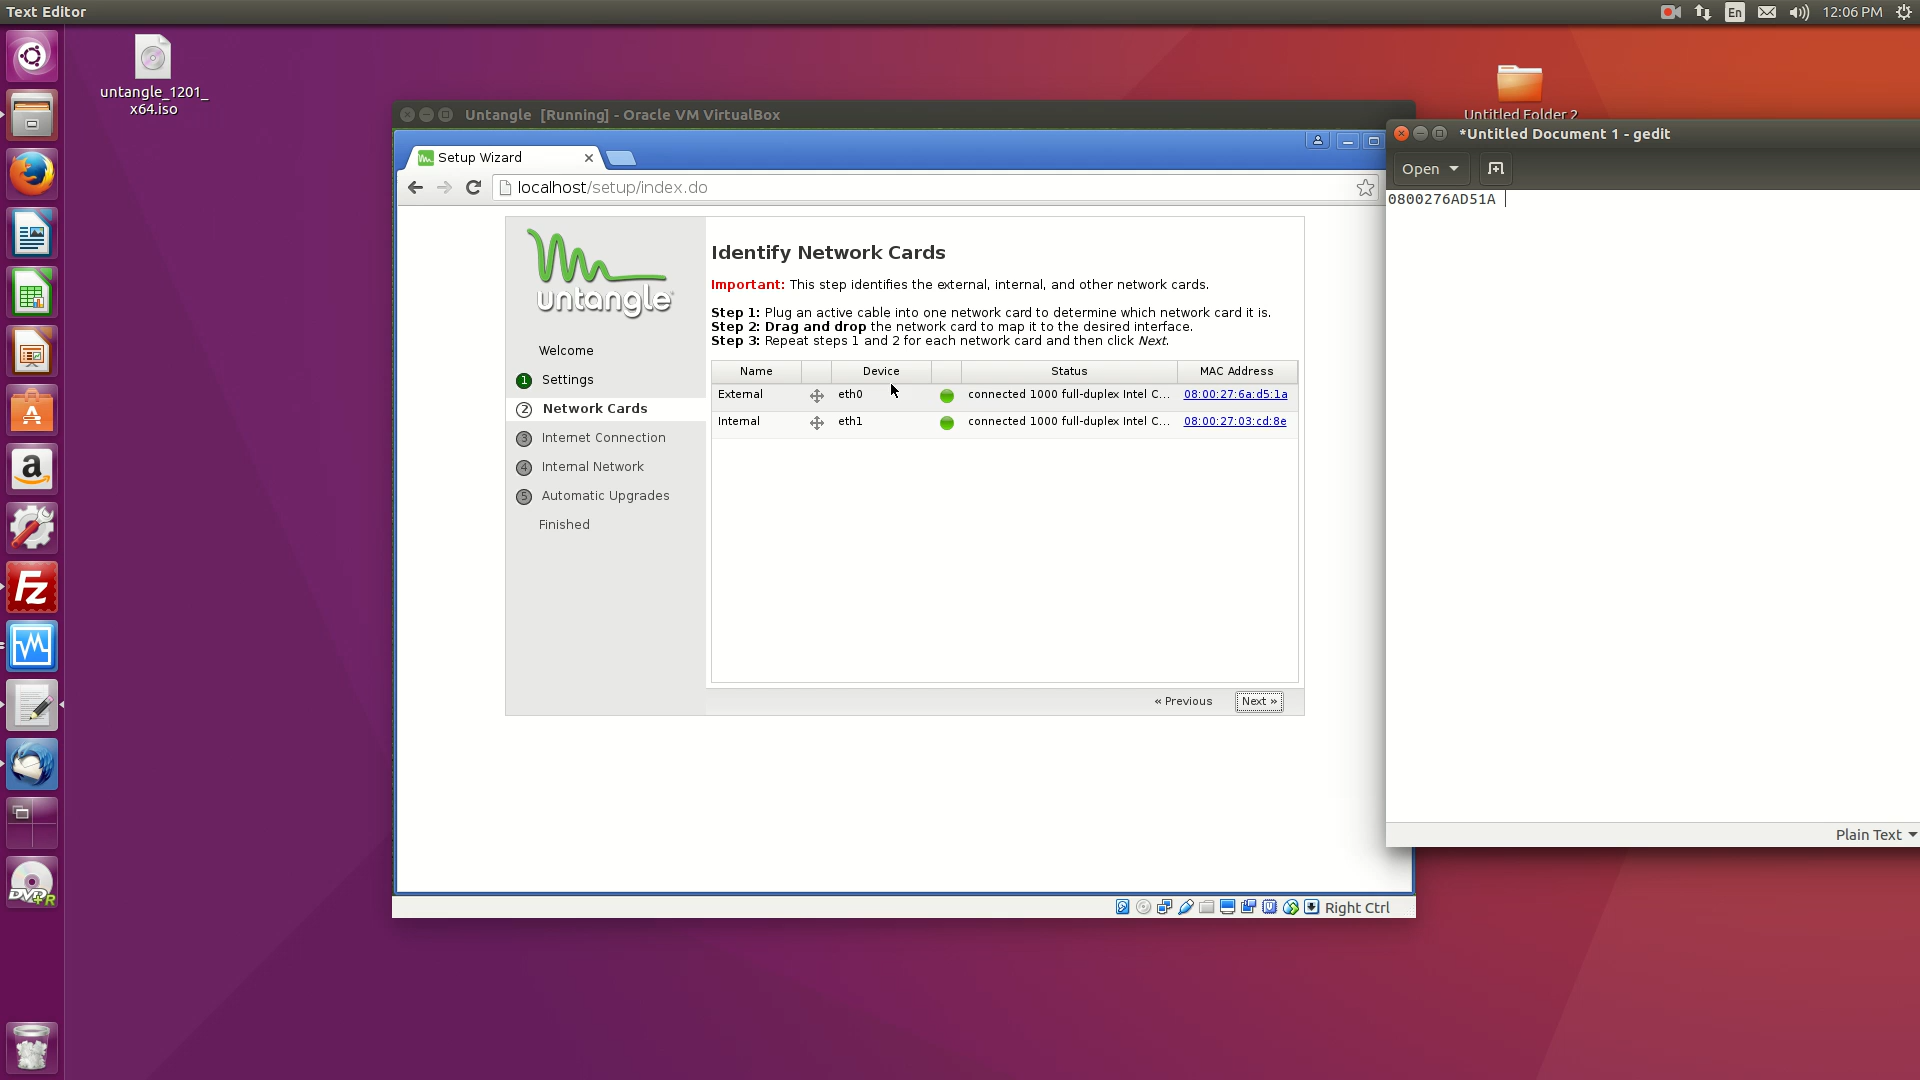 Text Editor
En
12:06 PM
untangle_1201_
x64.iso
Untitled Folder 2
Untangle [Running] - Oracle VM VirtualBox
Setup Wizard
localhost/setup/index.do
*Untitled Document 1 - gedit
Open
0800276AD51A
untangle
Welcome
1 Settings
2 Network Cards
3 Internet Connection
4 Internal Network
5 Automatic Upgrades
Finished
Identify Network Cards
Important: This step identifies the external, internal, and other network cards.
Step 1: Plug an active cable into one network card to determine which network card it is.
Step 2: Drag and drop the network card to map it to the desired interface.
Step 3: Repeat steps 1 and 2 for each network card and then click Next.
Name Device Status MAC Address
External eth0 connected 1000 full-duplex Intel C... 08:00:27:6a:d5:1a
Internal eth1 connected 1000 full-duplex Intel C... 08:00:27:03:cd:8e
« Previous Next »
Plain Text
Right Ctrl
Fz
a
A
DVD+R